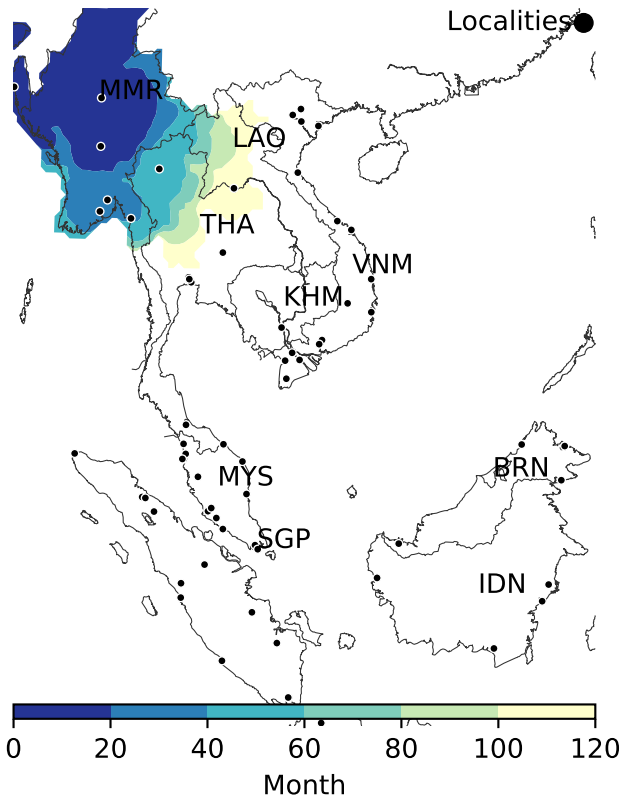 Localities
MMR
LAO
THA
VNM
KHM
MYS
BRN
SGP
IDN
0 20 40 60 80 100 120
Month